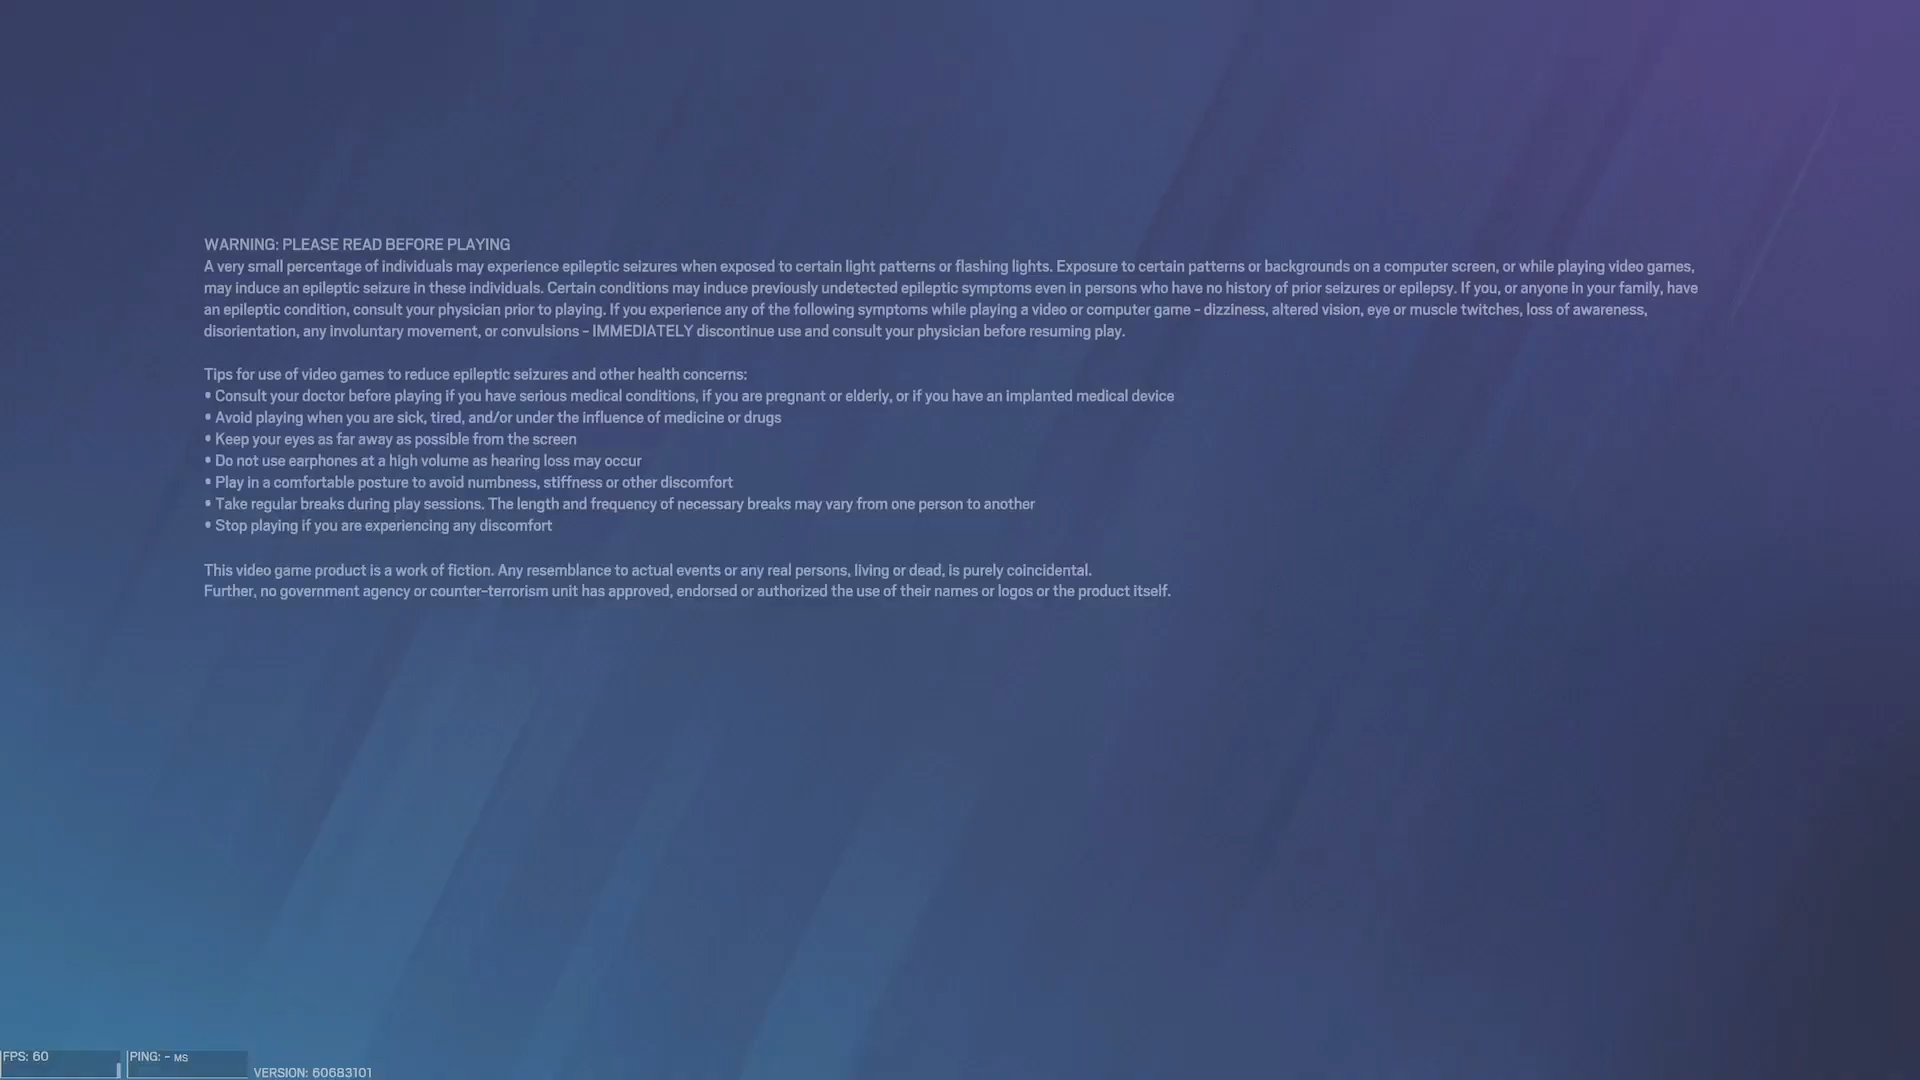 WARNING: PLEASE READ BEFORE PLAYING
A very small percentage of individuals may experience epileptic seizures when exposed to certain light patterns or flashing lights. Exposure to certain patterns or backgrounds on a computer screen, or while playing video games,
may induce an epileptic seizure in these individuals. Certain conditions may induce previously undetected epileptic symptoms even in persons who have no history of prior seizures or epilepsy. If you, or anyone in your family, have
an epileptic condition, consult your physician prior to playing. If you experience any of the following symptoms while playing a video or computer game - dizziness, altered vision, eye or muscle twitches, loss of awareness,
disorientation, any involuntary movement, or convulsions - IMMEDIATELY discontinue use and consult your physician before resuming play.
Tips for use of video games to reduce epileptic seizures and other health concerns:
• Consult your doctor before playing if you have serious medical conditions, if you are pregnant or elderly, or if you have an implanted medical device
• Avoid playing when you are sick, tired, and/or under the influence of medicine or drugs
• Keep your eyes as far away as possible from the screen
• Do not use earphones at a high volume as hearing loss may occur
• Play in a comfortable posture to avoid numbness, stiffness or other discomfort
• Take regular breaks during play sessions. The length and frequency of necessary breaks may vary from one person to another
• Stop playing if you are experiencing any discomfort
This video game product is a work of fiction. Any resemblance to actual events or any real persons, living or dead, is purely coincidental.
Further, no government agency or counter-terrorism unit has approved, endorsed or authorized the use of their names or logos or the product itself.
FPS: 60 PING: - MS
VERSION: 60683101